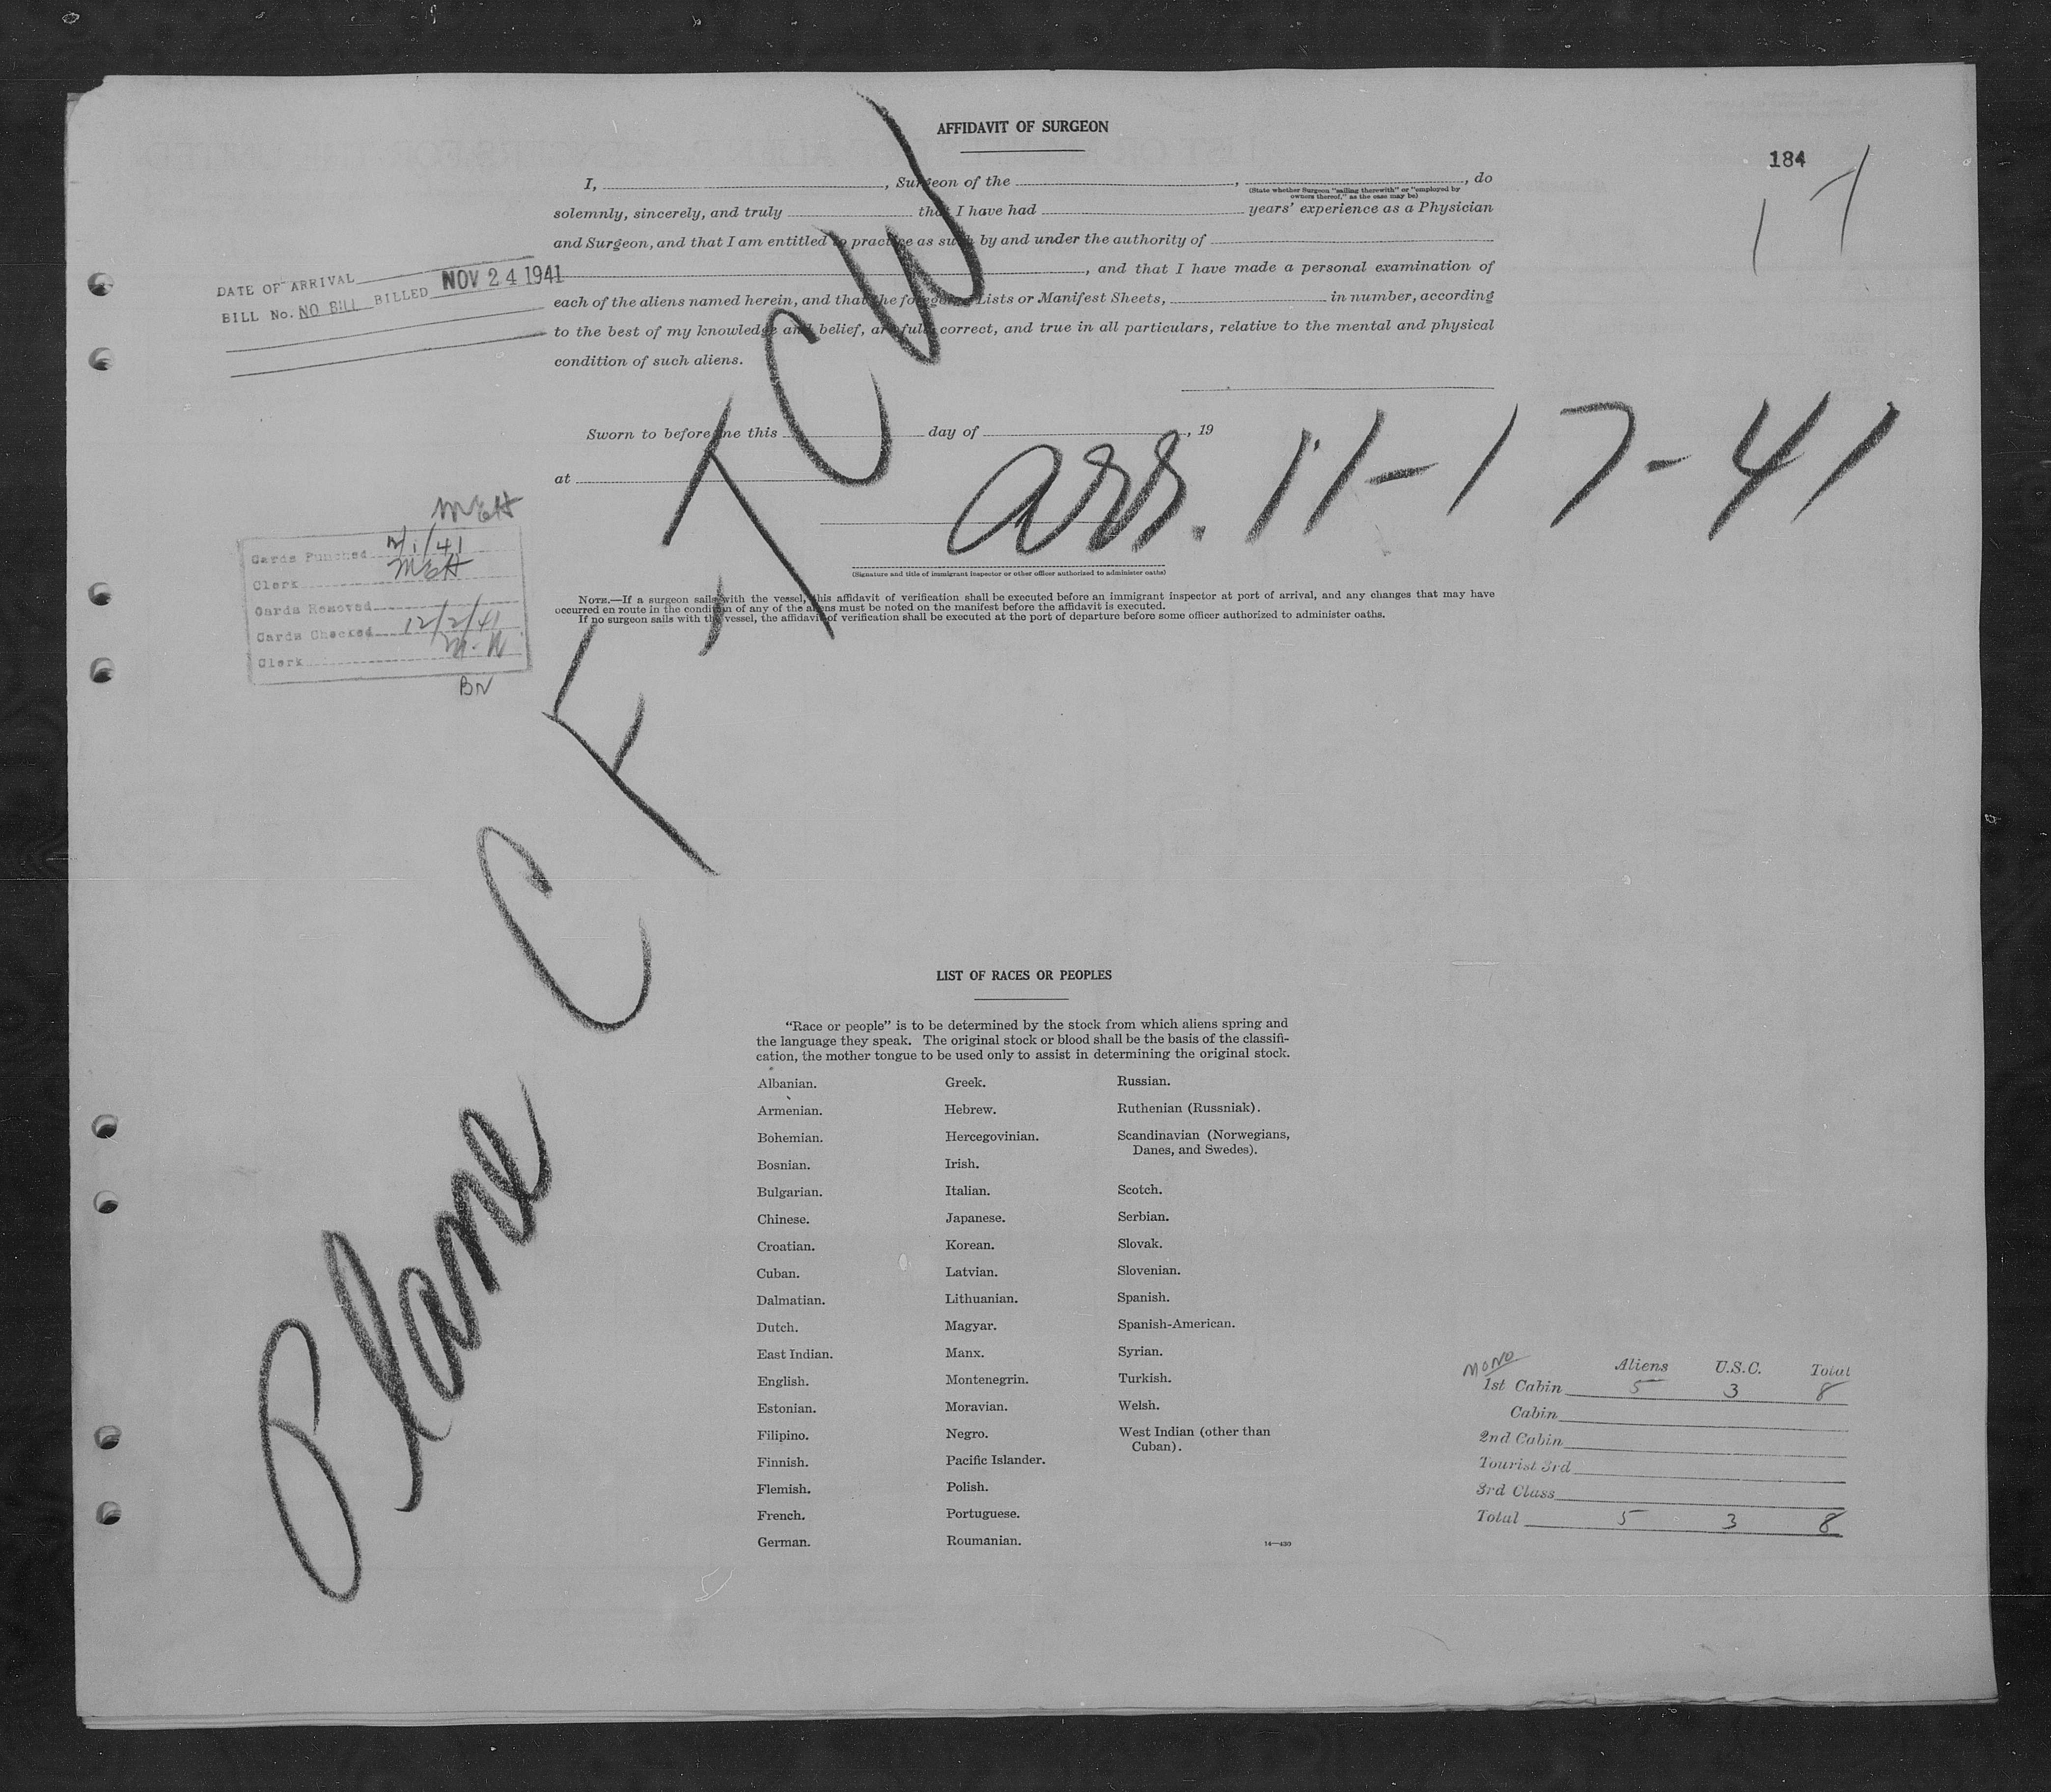 AFFIDAVIT OF SURGEON
184
17
I, , Surgeon of the , , do
(State whether Surgeon "sailing therewith" or "employed by owners thereof," as the case may be)
solemnly, sincerely, and truly that I have had years' experience as a Physician
and Surgeon, and that I am entitled to practice as such by and under the authority of
, and that I have made a personal examination of
each of the aliens named herein, and that the foregoing Lists or Manifest Sheets, in number, according
to the best of my knowledge and belief, are full, correct, and true in all particulars, relative to the mental and physical
condition of such aliens.
DATE OF ARRIVAL
BILL No. NO BILL BILLED NOV 24 1941
Sworn to before me this day of , 19
at
arr. 11-17-41
(Signature and title of immigrant inspector or other officer authorized to administer oaths)
NOTE.—If a surgeon sails with the vessel, this affidavit of verification shall be executed before an immigrant inspector at port of arrival, and any changes that may have
occurred en route in the condition of any of the aliens must be noted on the manifest before the affidavit is executed.
If no surgeon sails with the vessel, the affidavit of verification shall be executed at the port of departure before some officer authorized to administer oaths.
MEH
Cards Punched 12/1/41
Clerk MEH
Cards Removed
Cards Checked 12/2/41
Clerk M.N
BN
Plane CF-TCW
LIST OF RACES OR PEOPLES
"Race or people" is to be determined by the stock from which aliens spring and
the language they speak. The original stock or blood shall be the basis of the classifi-
cation, the mother tongue to be used only to assist in determining the original stock.
Albanian.
Armenian.
Bohemian.
Bosnian.
Bulgarian.
Chinese.
Croatian.
Cuban.
Dalmatian.
Dutch.
East Indian.
English.
Estonian.
Filipino.
Finnish.
Flemish.
French.
German.
Greek.
Hebrew.
Hercegovinian.
Irish.
Italian.
Japanese.
Korean.
Latvian.
Lithuanian.
Magyar.
Manx.
Montenegrin.
Moravian.
Negro.
Pacific Islander.
Polish.
Portuguese.
Roumanian.
Russian.
Ruthenian (Russniak).
Scandinavian (Norwegians,
Danes, and Swedes).
Scotch.
Serbian.
Slovak.
Slovenian.
Spanish.
Spanish-American.
Syrian.
Turkish.
Welsh.
West Indian (other than
Cuban).
14—430
MONO
Aliens U.S.C. Total
1st Cabin 5 3 8
Cabin
2nd Cabin
Tourist 3rd
3rd Class
Total 5 3 8